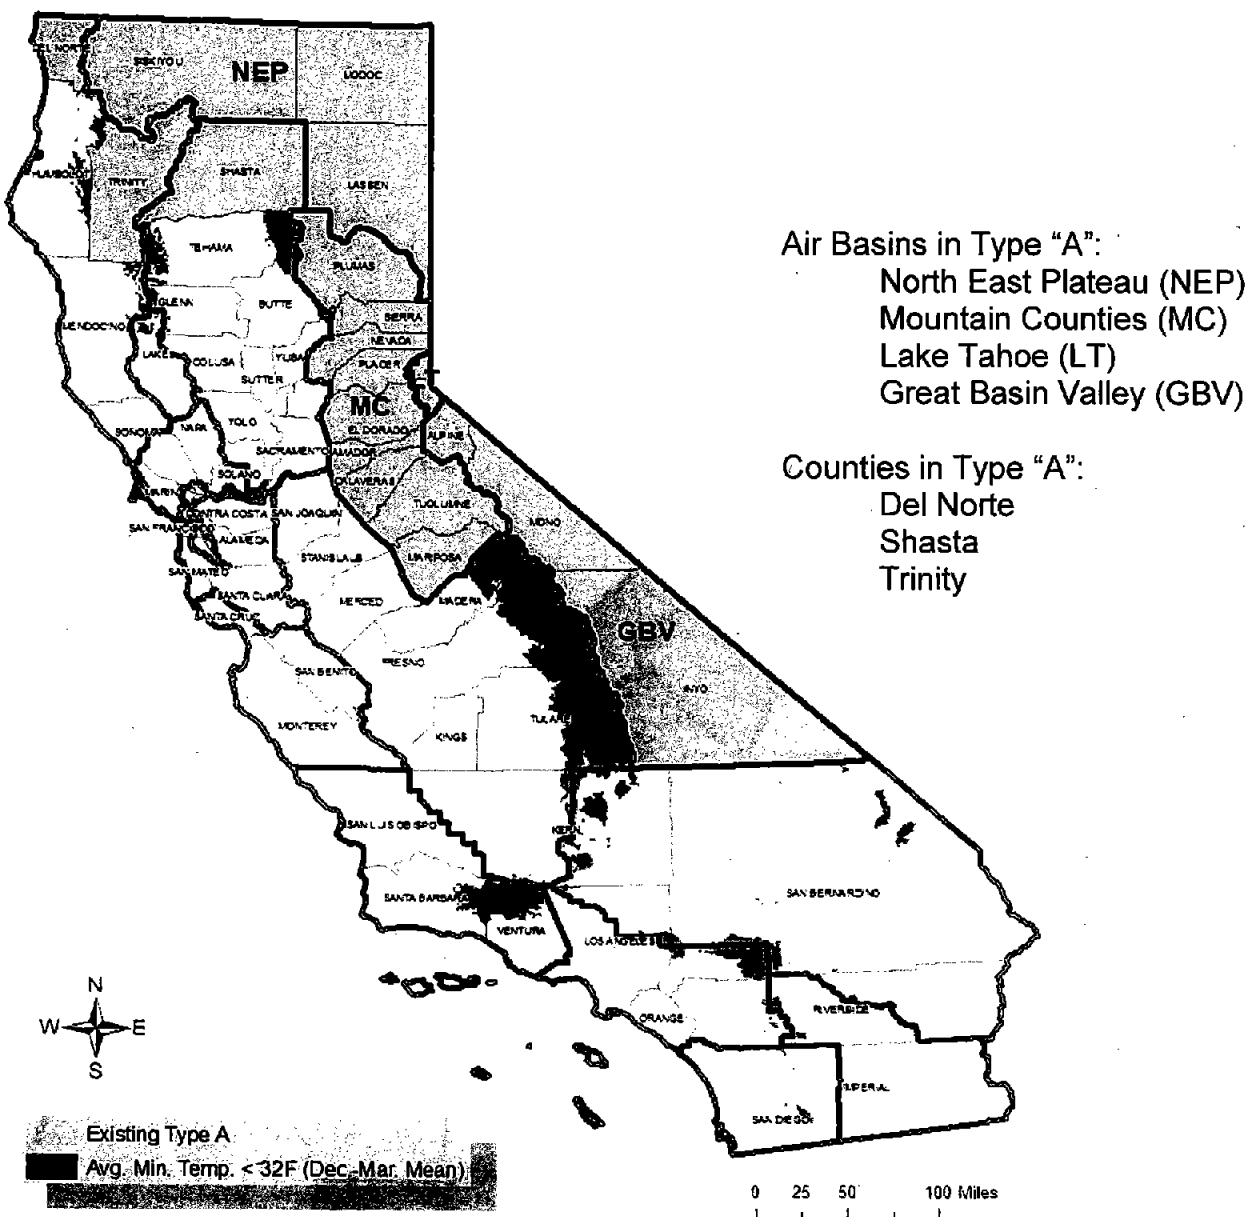 DEL NORTE
SISKIYOU
NEP
MODOC
HUMBOLDT
TRINITY
SHASTA
LASSEN
TEHAMA
PLUMAS
GLENN
BUTTE
SIERRA
MENDOCINO
NEVADA
LAKE
COLUSA
YUBA
PLACER
SUTTER
LT
MC
SONOMA
NAPA
YOLO
EL DORADO
ALPINE
SACRAMENTO
AMADOR
SOLANO
CALAVERAS
MARIN
TUOLUMNE
CONTRA COSTA
SAN JOAQUIN
MONO
SAN FRANCISCO
ALAMEDA
STANISLAUS
MARIPOSA
SAN MATEO
SANTA CLARA
MERCED
MADERA
SANTA CRUZ
GBV
SAN BENITO
FRESNO
INYO
MONTEREY
KINGS
TULARE
SAN LUIS OBISPO
KERN
SANTA BARBARA
SAN BERNARDINO
VENTURA
LOS ANGELES
ORANGE
RIVERSIDE
IMPERIAL
SAN DIEGO
Air Basins in Type “A”:
North East Plateau (NEP)
Mountain Counties (MC)
Lake Tahoe (LT)
Great Basin Valley (GBV)
Counties in Type “A”:
Del Norte
Shasta
Trinity
N
W E
S
Existing Type A
Avg. Min. Temp. < 32F (Dec.-Mar. Mean)
0 25 50 100 Miles